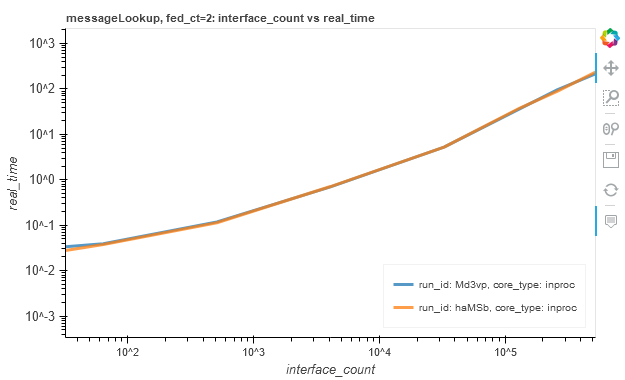 messageLookup, fed_ct=2: interface_count vs real_time
10^3
10^2
10^1
10^0
10^-1
10^-2
10^-3
real_time
10^2
10^3
10^4
10^5
interface_count
run_id: Md3vp, core_type: inproc
run_id: haMSb, core_type: inproc